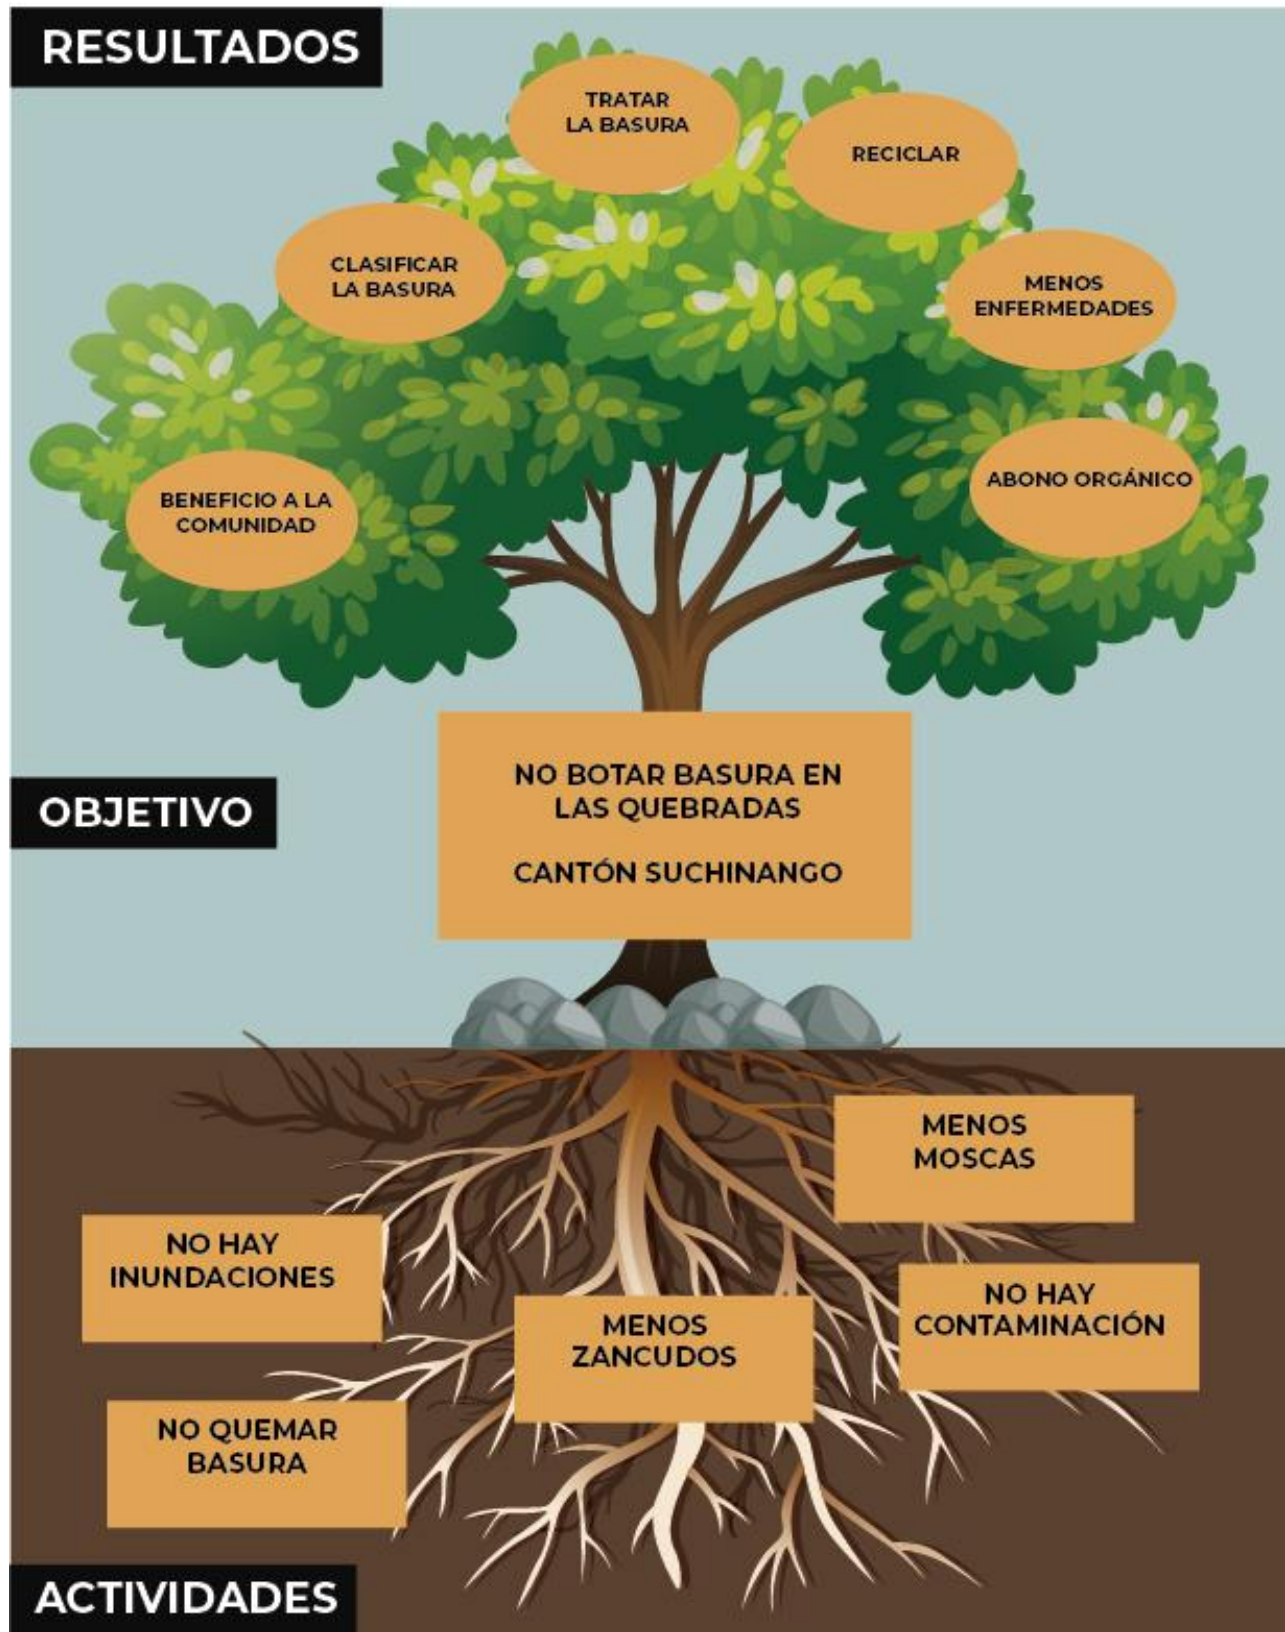 RESULTADOS
TRATAR
LA BASURA
RECICLAR
CLASIFICAR
LA BASURA
MENOS
ENFERMEDADES
BENEFICIO A LA
COMUNIDAD
ABONO ORGÁNICO
OBJETIVO
NO BOTAR BASURA EN
LAS QUEBRADAS
CANTÓN SUCHINANGO
MENOS
MOSCAS
NO HAY
INUNDACIONES
MENOS
ZANCUDOS
NO HAY
CONTAMINACIÓN
NO QUEMAR
BASURA
ACTIVIDADES